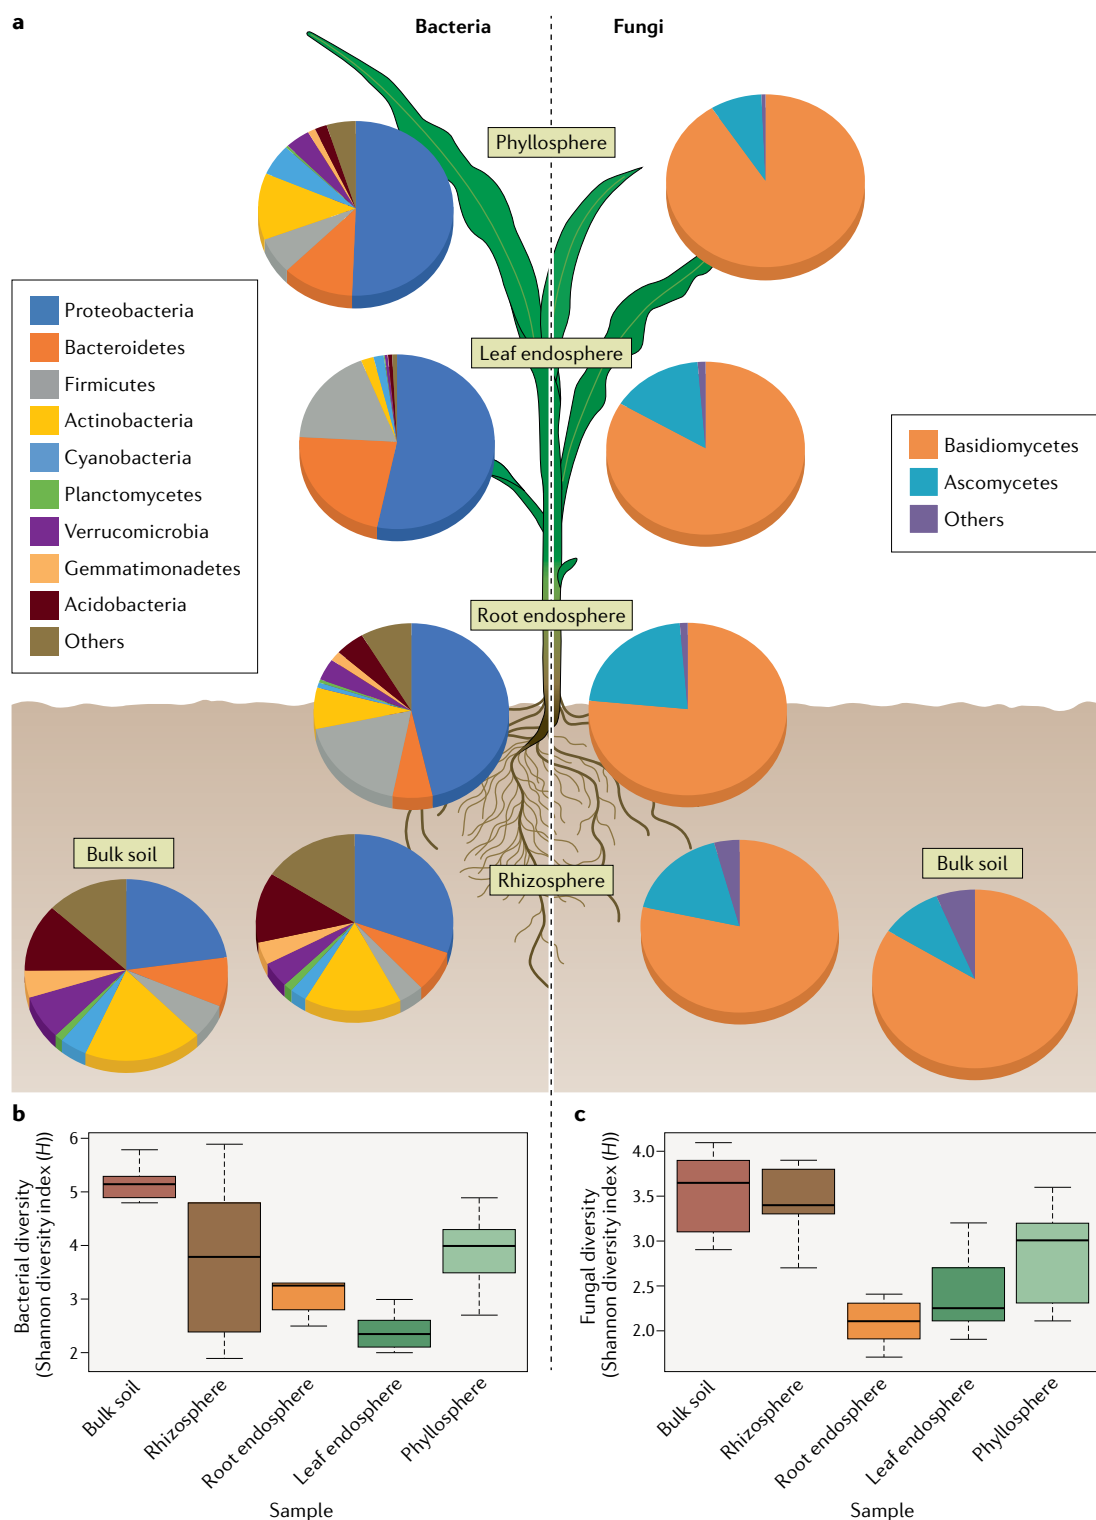 a
Bacteria
Fungi
Phyllosphere
Leaf endosphere
Proteobacteria
Bacteroidetes
Firmicutes
Actinobacteria
Cyanobacteria
Planctomycetes
Verrucomicrobia
Gemmatimonadetes
Acidobacteria
Others
Basidiomycetes
Ascomycetes
Others
Root endosphere
Bulk soil
Rhizosphere
Bulk soil
b
Bacterial diversity
(Shannon diversity index (H))
6
5
4
3
2
Bulk soil
Rhizosphere
Root endosphere
Leaf endosphere
Phyllosphere
Sample
c
Fungal diversity
(Shannon diversity index (H))
4.0
3.5
3.0
2.5
2.0
Bulk soil
Rhizosphere
Root endosphere
Leaf endosphere
Phyllosphere
Sample